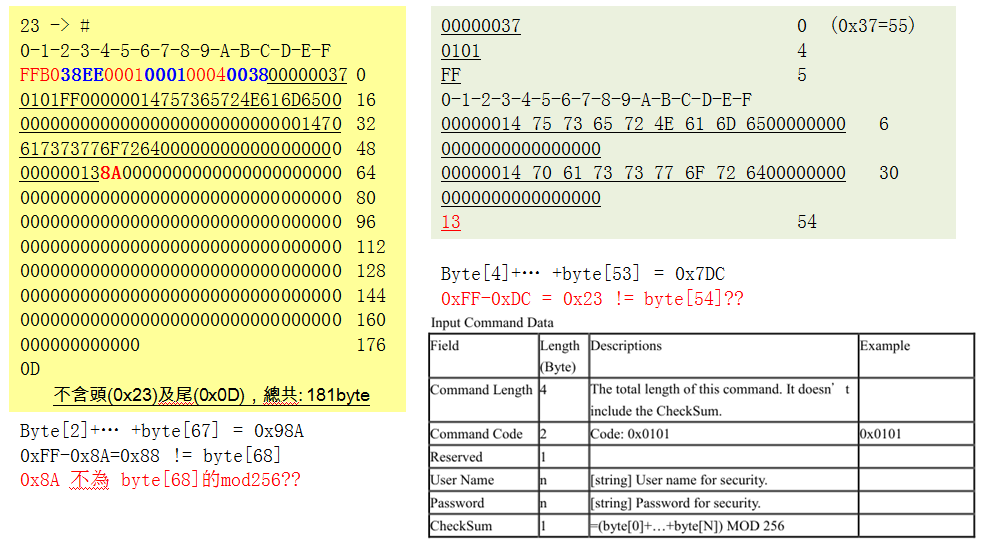 23 -> #
0-1-2-3-4-5-6-7-8-9-A-B-C-D-E-F
FFB038EE000100010004003800000037 0
0101FF00000014757365724E616D6500 16
00000000000000000000000000001470 32
617373776F7264000000000000000000 48
000000138A0000000000000000000000 64
00000000000000000000000000000000 80
00000000000000000000000000000000 96
00000000000000000000000000000000 112
00000000000000000000000000000000 128
00000000000000000000000000000000 144
00000000000000000000000000000000 160
000000000000 176
0D
不含頭(0x23)及尾(0x0D)，總共: 181byte
Byte[2]+… +byte[67] = 0x98A
0xFF-0x8A=0x88 != byte[68]
0x8A 不為 byte[68]的mod256??
00000037 0 (0x37=55)
0101 4
FF 5
0-1-2-3-4-5-6-7-8-9-A-B-C-D-E-F
00000014 75 73 65 72 4E 61 6D 6500000000 6
0000000000000000
00000014 70 61 73 73 77 6F 72 6400000000 30
0000000000000000
13 54
Byte[4]+… +byte[53] = 0x7DC
0xFF-0xDC = 0x23 != byte[54]??
Input Command Data
Field Length (Byte) Descriptions Example
Command Length 4 The total length of this command. It doesn't
include the CheckSum.
Command Code 2 Code: 0x0101 0x0101
Reserved 1
User Name n [string] User name for security.
Password n [string] Password for security.
CheckSum 1 =(byte[0]+…+byte[N]) MOD 256